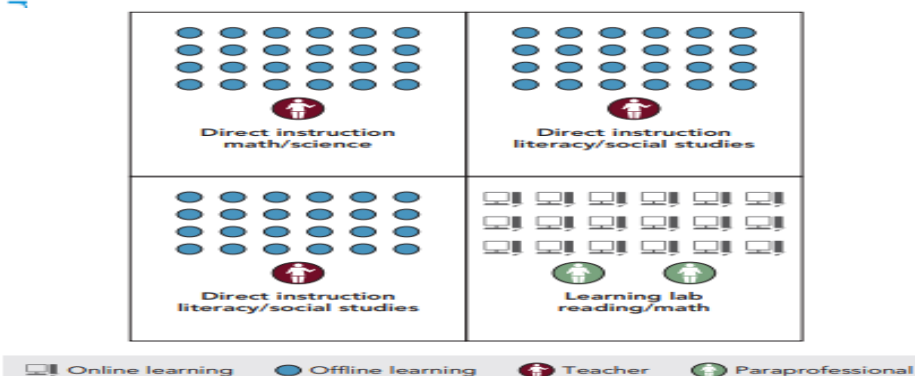 Direct instruction
math/science
Direct instruction
literacy/social studies
Direct instruction
literacy/social studies
Learning lab
reading/math
Online learning Offline learning Teacher Paraprofessional